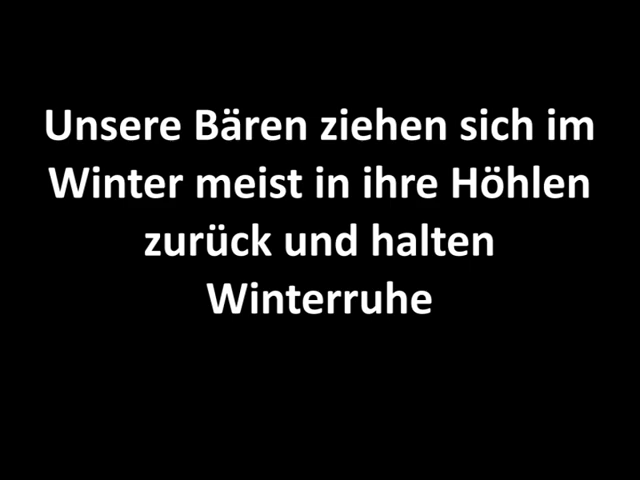 Unsere Bären ziehen sich im
Winter meist in ihre Höhlen
zurück und halten
Winterruhe